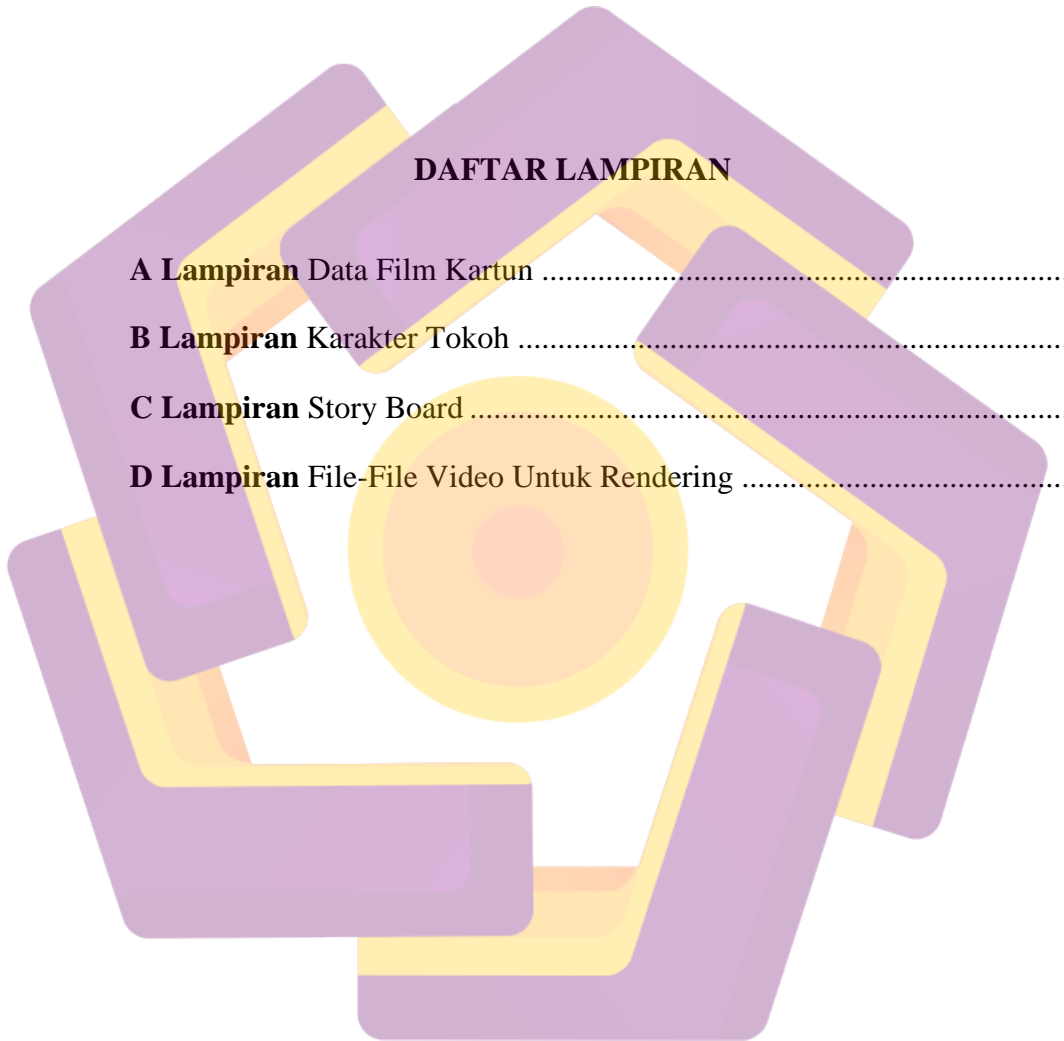 DAFTAR LAMPIRAN
A Lampiran Data Film Kartun ........................................................................
B Lampiran Karakter Tokoh ...........................................................................
C Lampiran Story Board .................................................................................
D Lampiran File-File Video Untuk Rendering ..............................................